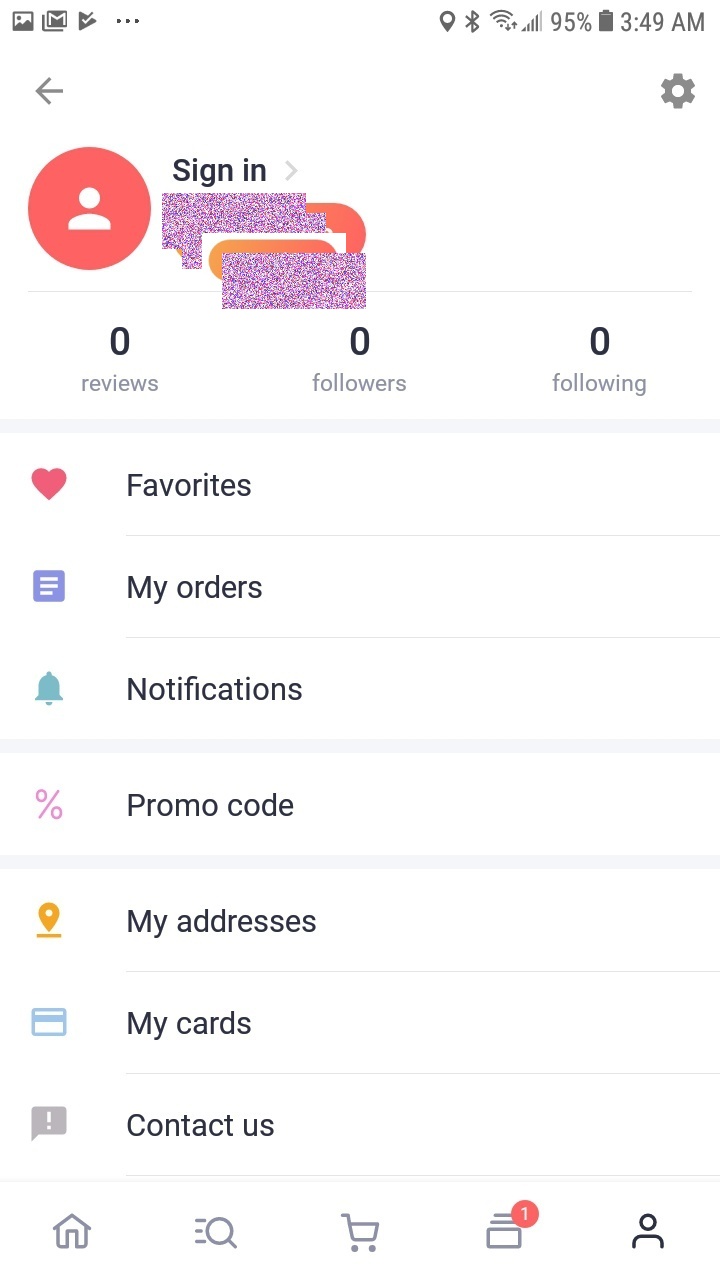 95% 3:49 AM
Sign in
0 0 0
reviews followers following
Favorites
My orders
Notifications
Promo code
My addresses
My cards
Contact us
1